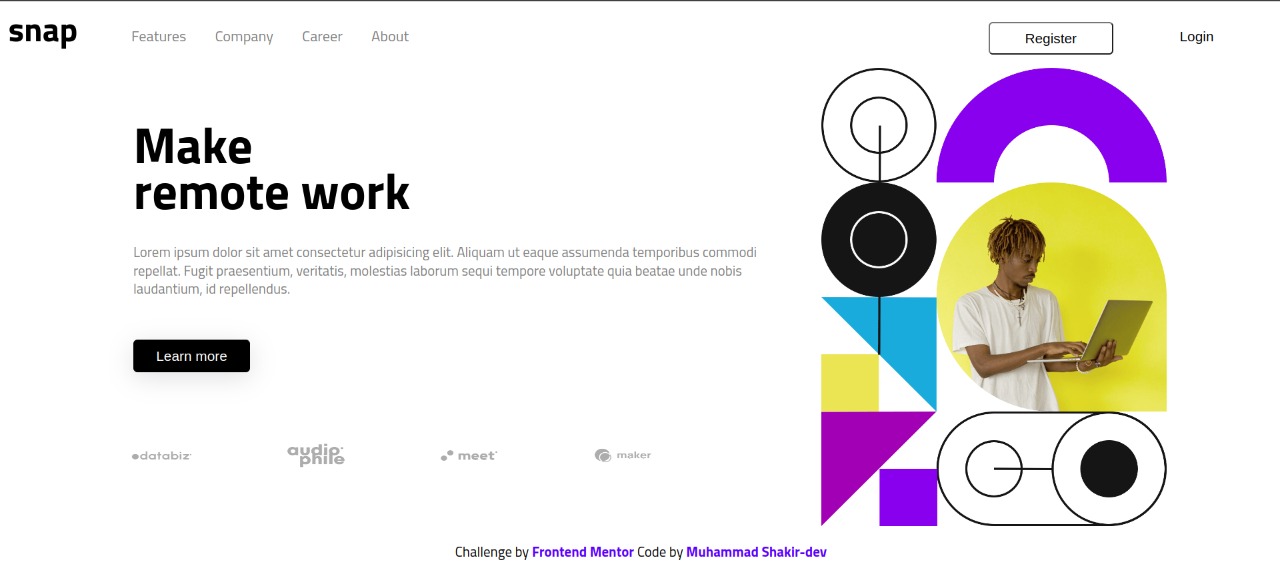 snap
Features Company Career About
Register
Login
Make
remote work
Lorem ipsum dolor sit amet consectetur adipisicing elit. Aliquam ut eaque assumenda temporibus commodi
repellat. Fugit praesentium, veritatis, molestias laborum sequi tempore voluptate quia beatae unde nobis
laudantium, id repellendus.
Learn more
databiz
audio
phile
meet
maker
Challenge by Frontend Mentor Code by Muhammad Shakir-dev